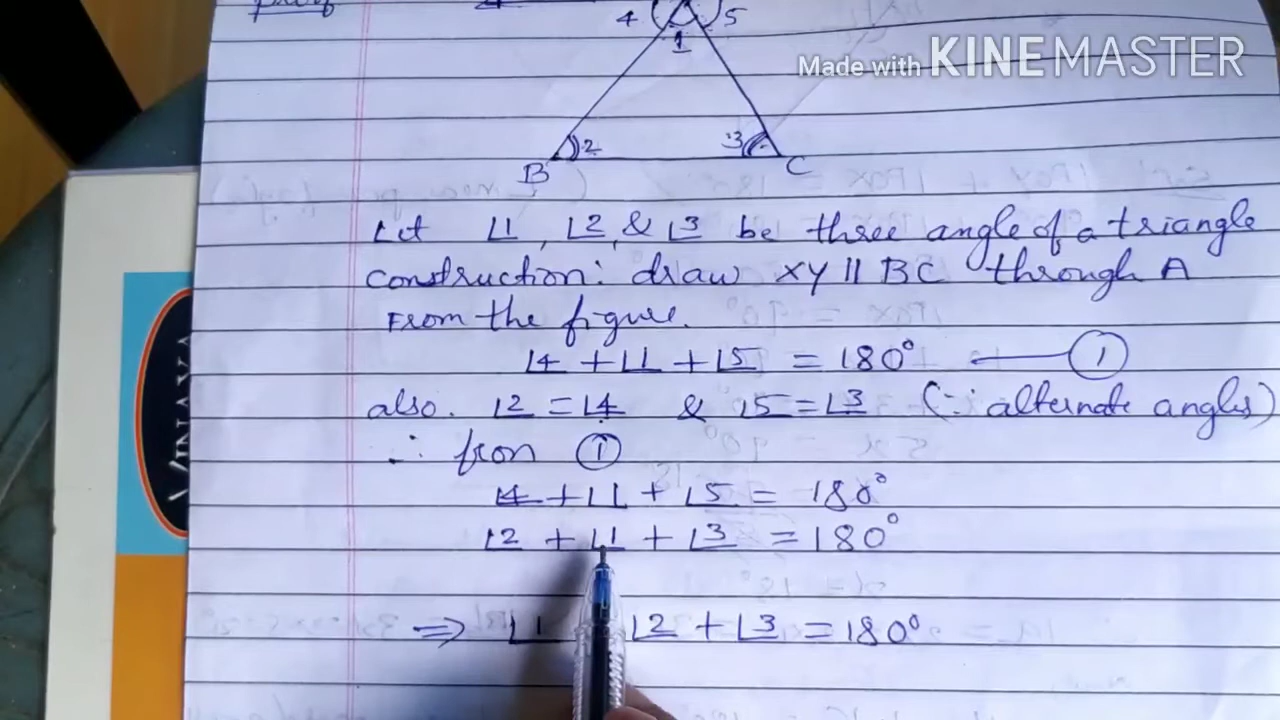 proof
4 5
1
Made with KINEMASTER
2 3
B C
Let ∠1, ∠2, & ∠3 be three angle of a triangle
construction: draw XY || BC through A
From the figure.
∠4 + ∠1 + ∠5 = 180° — ①
also. ∠2 = ∠4 & ∠5 = ∠3 (∵ alternate angles)
∴ from ①
∠4 + ∠1 + ∠5 = 180°
∠2 + ∠1 + ∠3 = 180°
⇒ ∠1 ∠2 + ∠3 = 180°
VINAYAK